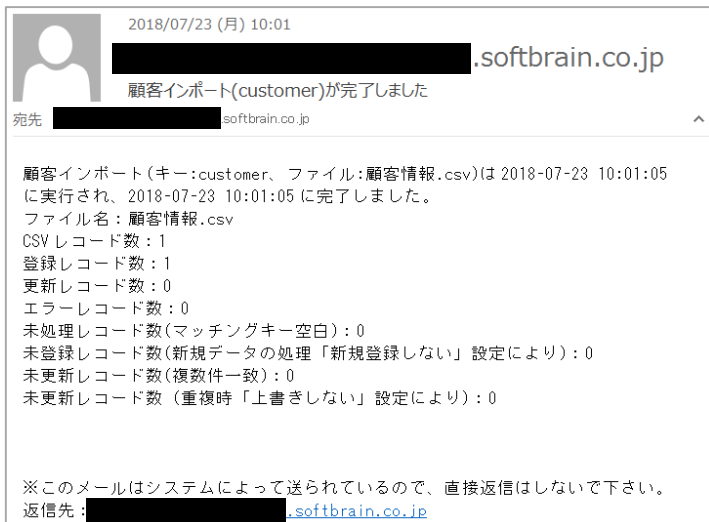 2018/07/23 (月) 10:01
.softbrain.co.jp
顧客インポート(customer)が完了しました
宛先 .softbrain.co.jp
顧客インポート(キー:customer、ファイル:顧客情報.csv)は 2018-07-23 10:01:05
に実行され、2018-07-23 10:01:05 に完了しました。
ファイル名：顧客情報.csv
CSVレコード数：1
登録レコード数：1
更新レコード数：0
エラーレコード数：0
未処理レコード数(マッチングキー空白)：0
未登録レコード数(新規データの処理「新規登録しない」設定により)：0
未更新レコード数(複数件一致)：0
未更新レコード数 (重複時「上書きしない」設定により)：0
※このメールはシステムによって送られているので、直接返信はしないで下さい。
返信先：.softbrain.co.jp